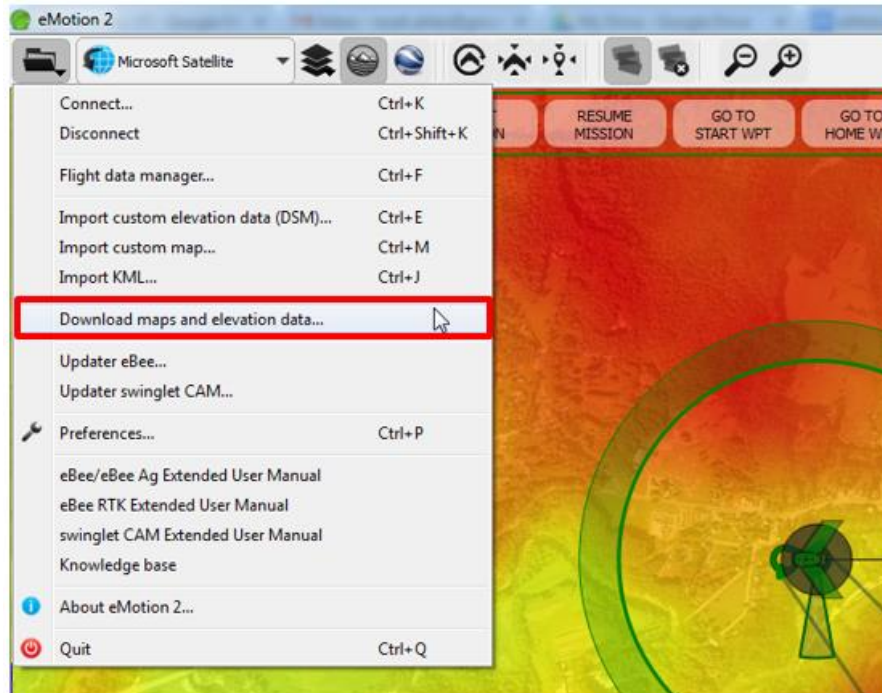 eMotion 2
Microsoft Satellite
Connect... Ctrl+K
Disconnect Ctrl+Shift+K
Flight data manager... Ctrl+F
Import custom elevation data (DSM)... Ctrl+E
Import custom map... Ctrl+M
Import KML... Ctrl+J
Download maps and elevation data...
Updater eBee...
Updater swinglet CAM...
Preferences... Ctrl+P
eBee/eBee Ag Extended User Manual
eBee RTK Extended User Manual
swinglet CAM Extended User Manual
Knowledge base
About eMotion 2...
Quit Ctrl+Q
RESUME
MISSION
GO TO
START WPT
GO TO
HOME W